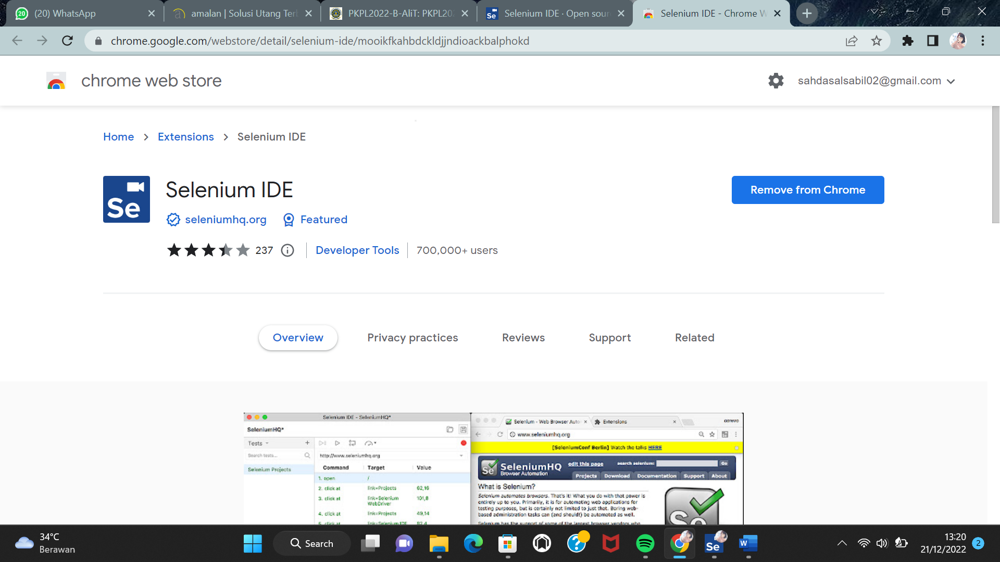 (20) WhatsApp
amalan | Solusi Utang Ter
PKPL2022-B-AliT: PKPL20
Selenium IDE · Open sour
Selenium IDE - Chrome W
chrome.google.com/webstore/detail/selenium-ide/mooikfkahbdckldjjndioackbalphokd
chrome web store
sahdasalsabil02@gmail.com
Home > Extensions > Selenium IDE
Se
Selenium IDE
Remove from Chrome
seleniumhq.org
Featured
237
Developer Tools
700,000+ users
Overview
Privacy practices
Reviews
Support
Related
Selenium IDE - SeleniumHQ*
SeleniumHQ*
Tests
Search tests...
http://www.seleniumhq.org
Selenium Projects
Command Target Value
1. open /
2. click at link=Projects 62,16
3. click at link=Selenium WebDriver 101,8
4. click at link=Projects 49,14
5. click at link=Selenium IDE 82,4
Selenium - Web Browser Auto
Extensions
www.seleniumhq.org
[SeleniumConf Berlin] Watch the talks HERE
SeleniumHQ
Browser Automation
edit this page
search selenium:
Go
Projects Download Documentation Support About
What is Selenium?
Selenium automates browsers. That's it! What you do with that power is
entirely up to you. Primarily, it is for automating web applications for
testing purposes, but is certainly not limited to just that. Boring web-
based administration tasks can (and should!) be automated as well.
Selenium has the support of some of the largest browser vendors who
34°C
Berawan
Search
13:20
21/12/2022
2